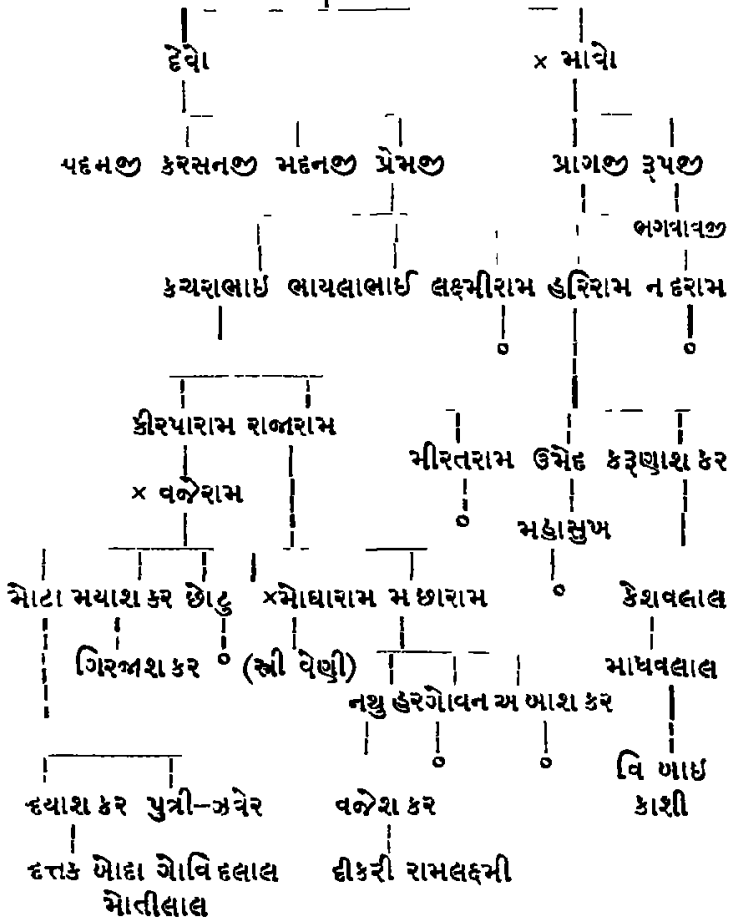 દેવો × માવો
પદમજી કરસનજી મદનજી પ્રેમજી પ્રાગજી રૂપજી
ભગવાનજી
કચરાભાઇ ભાયલાભાઈ લક્ષ્મીરામ હરિરામ ન દરામ
કીરપારામ રાજારામ
મીરતરામ ઉમેદ કરૂણાશ કર
× વજેરામ
મહાસુખ
મોટા મયાશ કર છોટુ ×મોઘારામ મ છારામ કેશવલાલ
ગિરજાશ કર (સ્ત્રી વેણી) માધવલાલ
નથુ હરગોવન અ બાશ કર
વિ બાઇ
દયાશ કર પુત્રી-ઝવેર વજેશ કર કાશી
દત્તક ખોદા ગોવિ દલાલ દીકરી રામલક્ષ્મી
મોતીલાલ